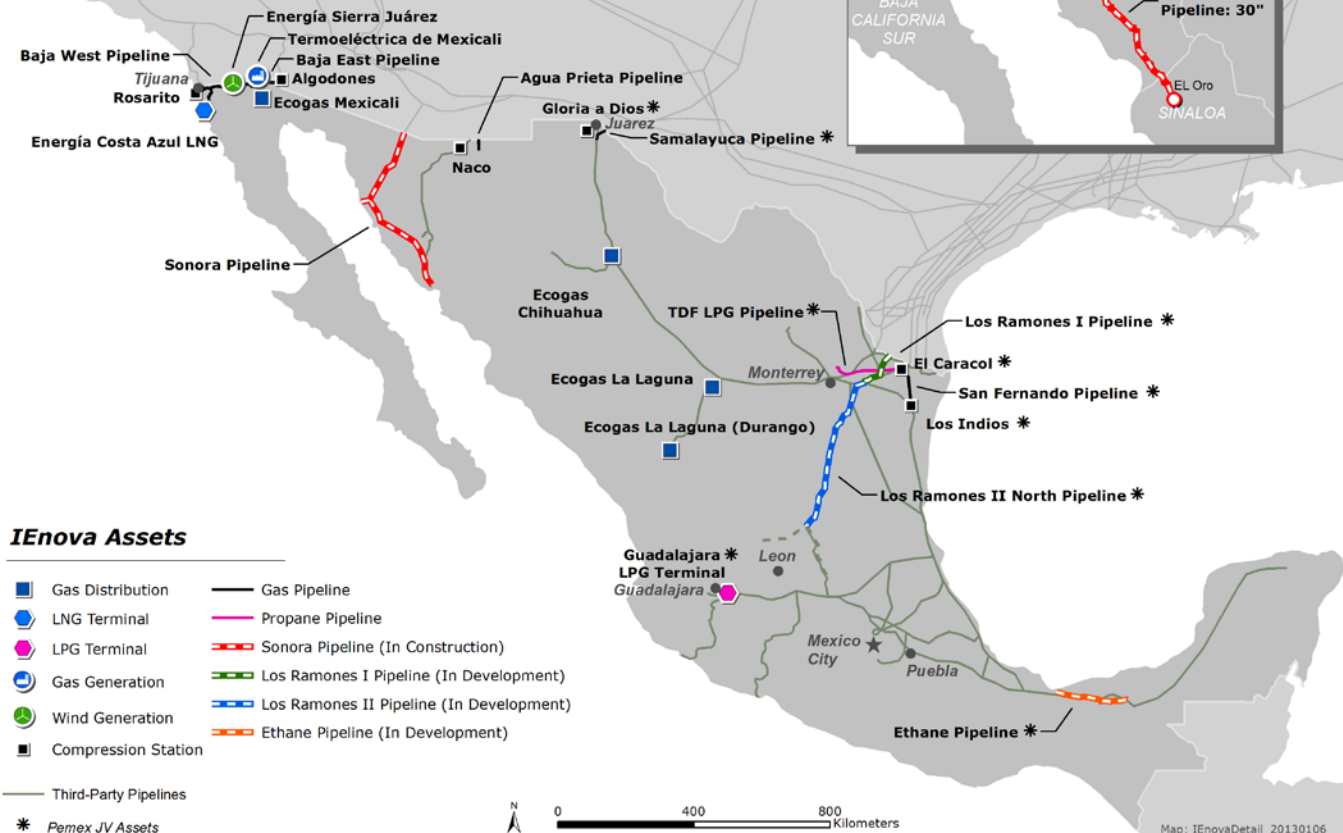 BAJA
CALIFORNIA
SUR
Pipeline: 30"
EL Oro
SINALOA
Energía Sierra Juárez
Termoeléctrica de Mexicali
Baja West Pipeline
Baja East Pipeline
Tijuana
Algodones
Rosarito
Ecogas Mexicali
Energía Costa Azul LNG
Agua Prieta Pipeline
Gloria a Dios ✱
Juárez
Samalayuca Pipeline ✱
Naco
Sonora Pipeline
Ecogas
Chihuahua
TDF LPG Pipeline ✱
Los Ramones I Pipeline ✱
El Caracol ✱
Monterrey
Ecogas La Laguna
San Fernando Pipeline ✱
Ecogas La Laguna (Durango)
Los Indios ✱
Los Ramones II North Pipeline ✱
Guadalajara ✱
LPG Terminal
Leon
Guadalajara
Mexico
City
Puebla
Ethane Pipeline ✱
IEnova Assets
Gas Distribution
LNG Terminal
LPG Terminal
Gas Generation
Wind Generation
Compression Station
Gas Pipeline
Propane Pipeline
Sonora Pipeline (In Construction)
Los Ramones I Pipeline (In Development)
Los Ramones II Pipeline (In Development)
Ethane Pipeline (In Development)
Third-Party Pipelines
✱ Pemex JV Assets
N
0 400 800
Kilometers
Map: IEnovaDetail_20130106